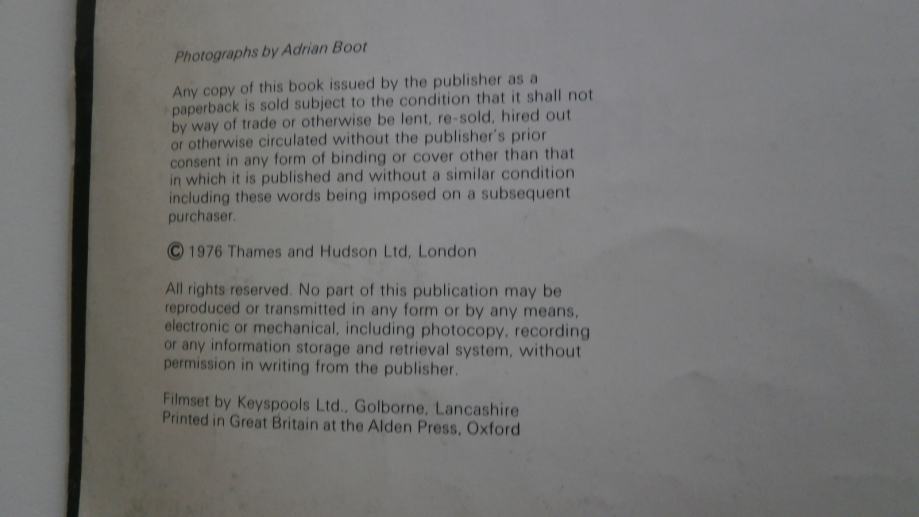 Photographs by Adrian Boot
Any copy of this book issued by the publisher as a
paperback is sold subject to the condition that it shall not
by way of trade or otherwise be lent, re-sold, hired out
or otherwise circulated without the publisher's prior
consent in any form of binding or cover other than that
in which it is published and without a similar condition
including these words being imposed on a subsequent
purchaser.
© 1976 Thames and Hudson Ltd, London
All rights reserved. No part of this publication may be
reproduced or transmitted in any form or by any means,
electronic or mechanical, including photocopy, recording
or any information storage and retrieval system, without
permission in writing from the publisher.
Filmset by Keyspools Ltd., Golborne, Lancashire
Printed in Great Britain at the Alden Press, Oxford